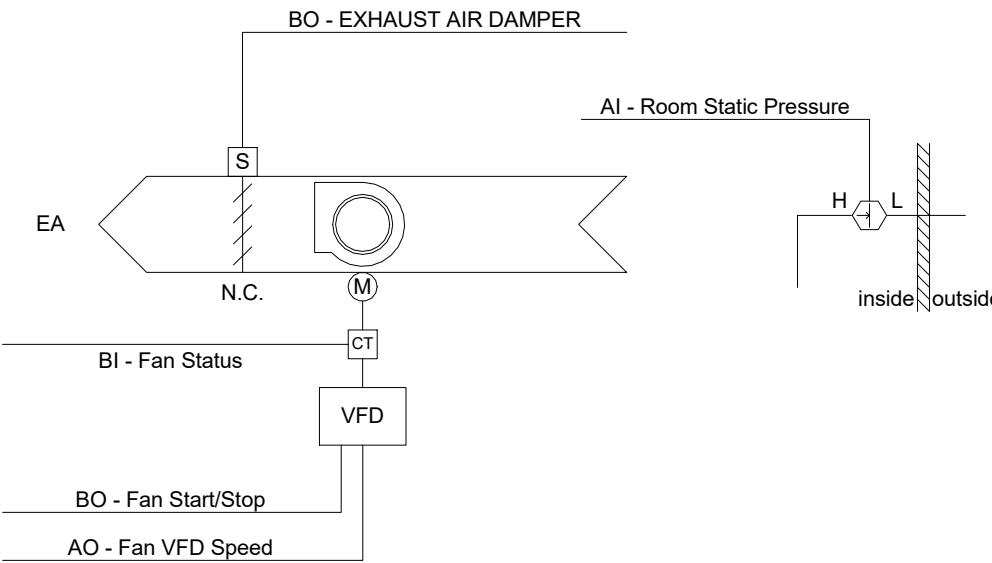 BO - EXHAUST AIR DAMPER
AI - Room Static Pressure
S
H
L
EA
N.C.
M
inside
outside
CT
BI - Fan Status
VFD
BO - Fan Start/Stop
AO - Fan VFD Speed